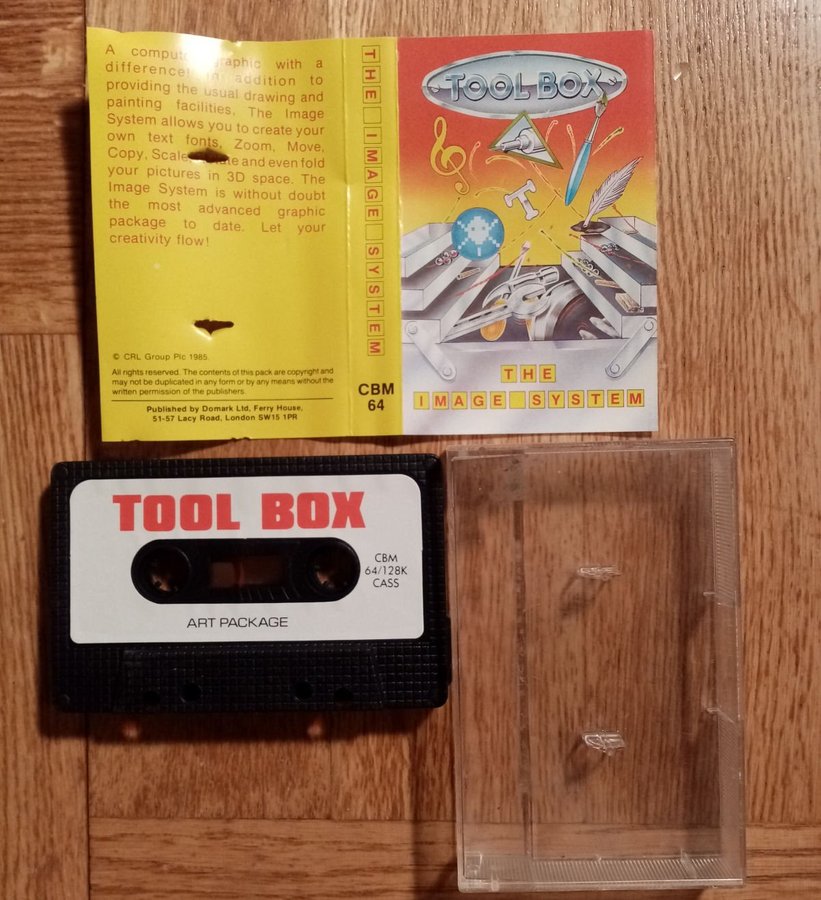 A computer graphic with a
difference! In addition to
providing the usual drawing and
painting facilities, The Image
System allows you to create your
own text fonts, Zoom, Move,
Copy, Scale, and even fold
your pictures in 3D space. The
Image System is without doubt
the most advanced graphic
package to date. Let your
creativity flow!
© CRL Group Plc 1985.
All rights reserved. The contents of this pack are copyright and
may not be duplicated in any form or by any means without the
written permission of the publishers.
Published by Domark Ltd, Ferry House,
51-57 Lacy Road, London SW15 1PR
THE IMAGE SYSTEM
CBM
64
TOOL BOX
T
THE
IMAGE SYSTEM
TOOL BOX
CBM
64/128K
CASS
ART PACKAGE